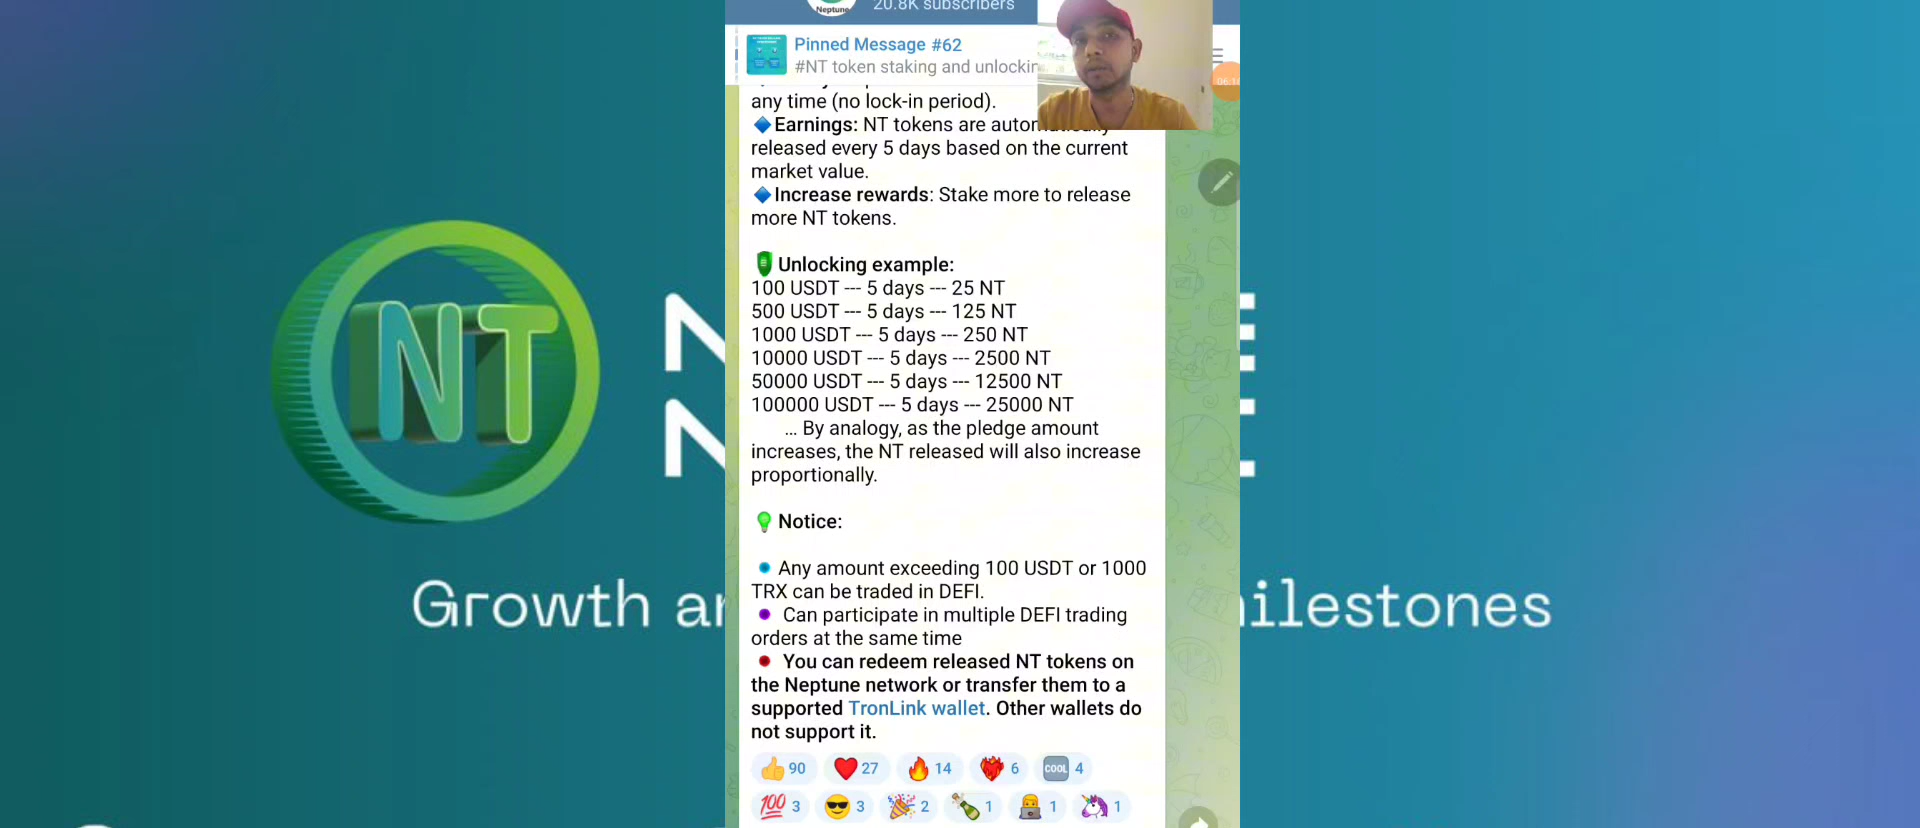 Neptune
20.8K subscribers
Pinned Message #62
#NT token staking and unlockin
06:1
any time (no lock-in period).
Earnings: NT tokens are automatically
released every 5 days based on the current
market value.
Increase rewards: Stake more to release
more NT tokens.
Unlocking example:
100 USDT --- 5 days --- 25 NT
500 USDT --- 5 days --- 125 NT
1000 USDT --- 5 days --- 250 NT
10000 USDT --- 5 days --- 2500 NT
50000 USDT --- 5 days --- 12500 NT
100000 USDT --- 5 days --- 25000 NT
... By analogy, as the pledge amount
increases, the NT released will also increase
proportionally.
Notice:
Any amount exceeding 100 USDT or 1000
TRX can be traded in DEFI.
Can participate in multiple DEFI trading
orders at the same time
You can redeem released NT tokens on
the Neptune network or transfer them to a
supported TronLink wallet. Other wallets do
not support it.
90 27 14 6 COOL 4
100 3 3 2 1 1 1
NT
N E
N
Growth ar
ilestones